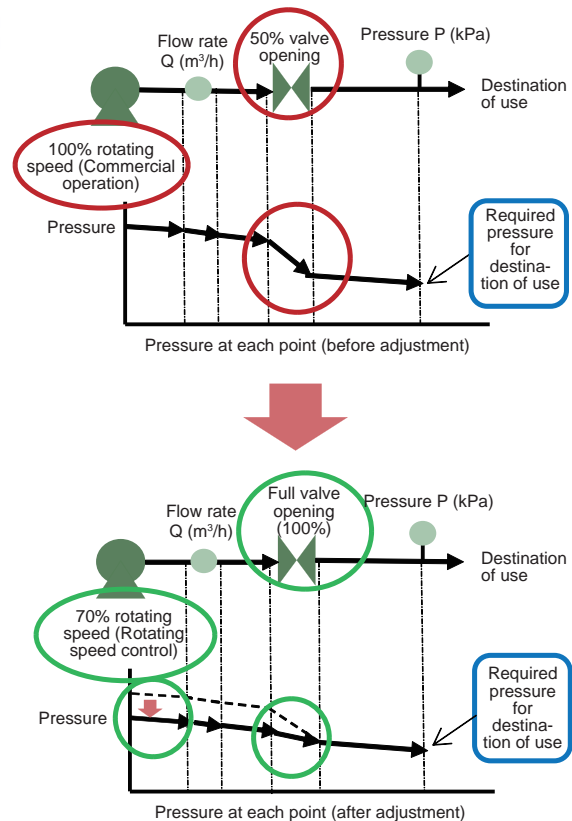 Flow rate
Q (m³/h)
50% valve
opening
Pressure P (kPa)
Destination
of use
100% rotating
speed (Commercial
operation)
Pressure
Required
pressure
for
destina-
tion of use
Pressure at each point (before adjustment)
Flow rate
Q (m³/h)
Full valve
opening
(100%)
Pressure P (kPa)
Destination
of use
70% rotating
speed (Rotating
speed control)
Pressure
Required
pressure
for
destina-
tion of use
Pressure at each point (after adjustment)